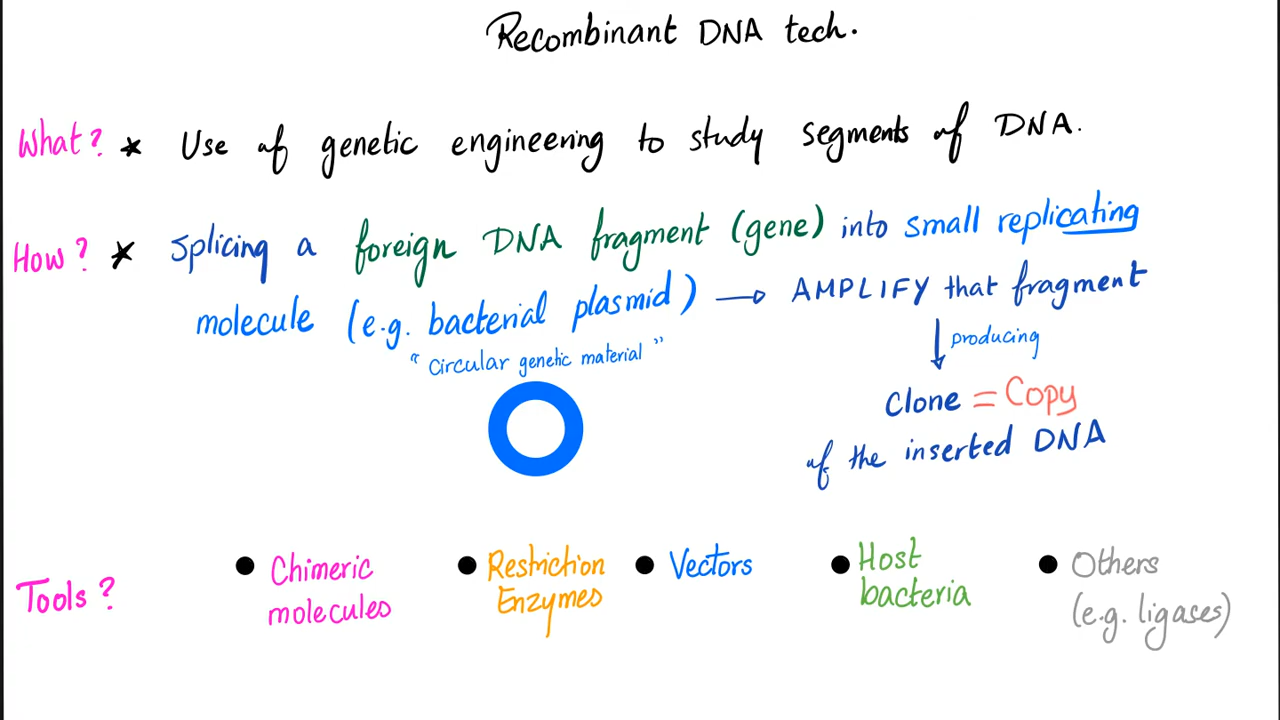 Recombinant DNA tech.
What? * Use of genetic engineering to study segments of DNA.
How? * Splicing a foreign DNA fragment (gene) into small replicating
molecule (e.g. bacterial plasmid) → AMPLIFY that fragment
"Circular genetic material"
↓ producing
Clone = Copy
of the inserted DNA
Tools?
• Chimeric
molecules
• Restriction
Enzymes
• Vectors
• Host
bacteria
• Others
(e.g. ligases)